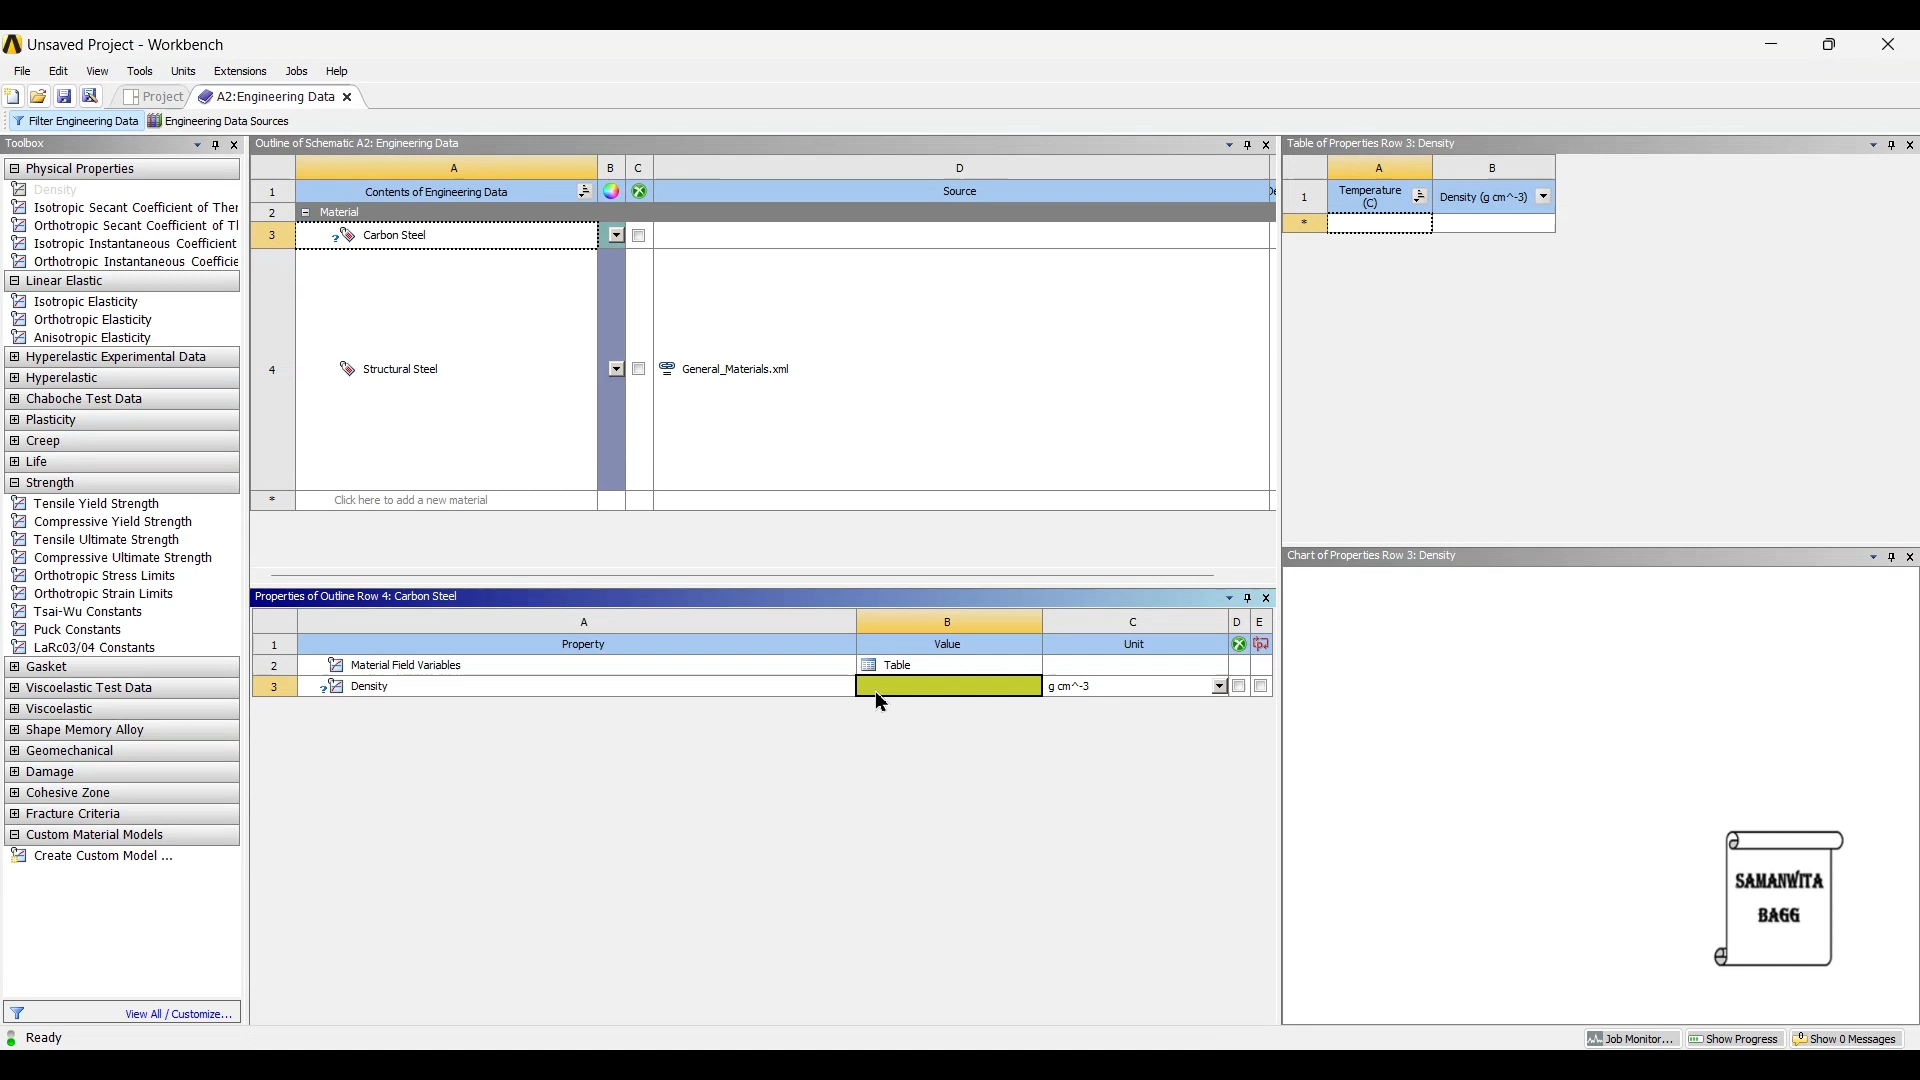 Unsaved Project - Workbench
File Edit View Tools Units Extensions Jobs Help
Project A2:Engineering Data
Filter Engineering Data Engineering Data Sources
Toolbox
Physical Properties
Density
Isotropic Secant Coefficient of Ther
Orthotropic Secant Coefficient of Tl
Isotropic Instantaneous Coefficient
Orthotropic Instantaneous Coefficie
Linear Elastic
Isotropic Elasticity
Orthotropic Elasticity
Anisotropic Elasticity
Hyperelastic Experimental Data
Hyperelastic
Chaboche Test Data
Plasticity
Creep
Life
Strength
Tensile Yield Strength
Compressive Yield Strength
Tensile Ultimate Strength
Compressive Ultimate Strength
Orthotropic Stress Limits
Orthotropic Strain Limits
Tsai-Wu Constants
Puck Constants
LaRc03/04 Constants
Gasket
Viscoelastic Test Data
Viscoelastic
Shape Memory Alloy
Geomechanical
Damage
Cohesive Zone
Fracture Criteria
Custom Material Models
Create Custom Model ...
View All / Customize...
Outline of Schematic A2: Engineering Data
A B C D
1 Contents of Engineering Data Source
2 Material
3 ? Carbon Steel
4 Structural Steel General_Materials.xml
* Click here to add a new material
Properties of Outline Row 4: Carbon Steel
A B C D E
1 Property Value Unit
2 Material Field Variables Table
3 ? Density g cm^-3
Table of Properties Row 3: Density
A B
1 Temperature (C) Density (g cm^-3)
*
Chart of Properties Row 3: Density
SAMANWITA
BAGG
Ready
Job Monitor... Show Progress Show 0 Messages